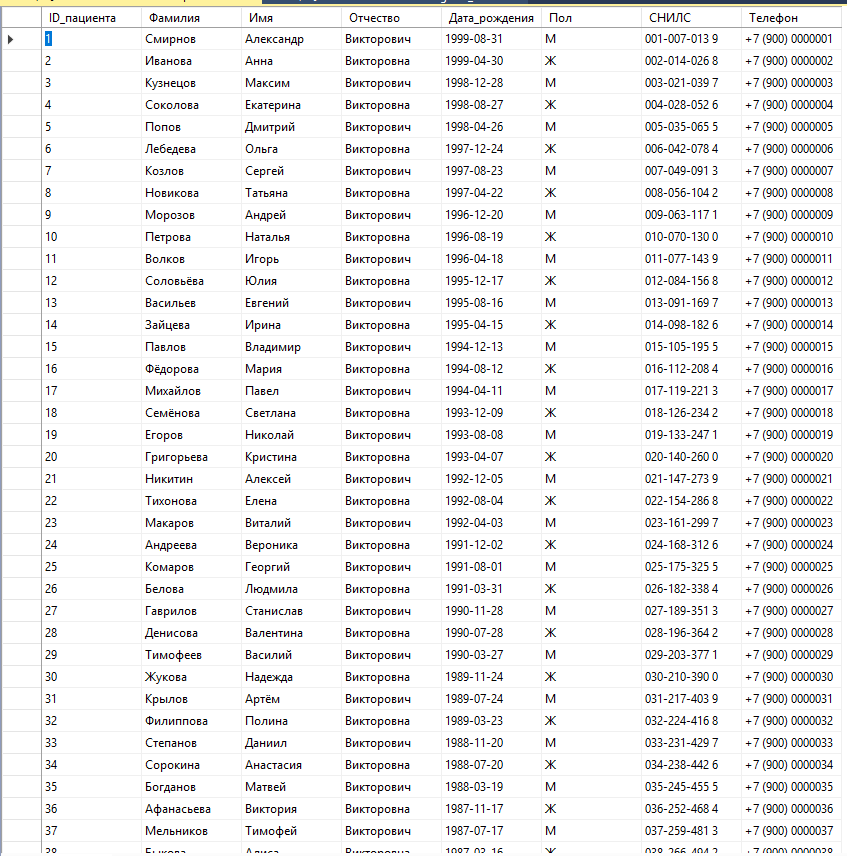 ID_пациента Фамилия Имя Отчество Дата_рождения Пол СНИЛС Телефон
1 Смирнов Александр Викторович 1999-08-31 М 001-007-013 9 +7 (900) 0000001
2 Иванова Анна Викторовна 1999-04-30 Ж 002-014-026 8 +7 (900) 0000002
3 Кузнецов Максим Викторович 1998-12-28 М 003-021-039 7 +7 (900) 0000003
4 Соколова Екатерина Викторовна 1998-08-27 Ж 004-028-052 6 +7 (900) 0000004
5 Попов Дмитрий Викторович 1998-04-26 М 005-035-065 5 +7 (900) 0000005
6 Лебедева Ольга Викторовна 1997-12-24 Ж 006-042-078 4 +7 (900) 0000006
7 Козлов Сергей Викторович 1997-08-23 М 007-049-091 3 +7 (900) 0000007
8 Новикова Татьяна Викторовна 1997-04-22 Ж 008-056-104 2 +7 (900) 0000008
9 Морозов Андрей Викторович 1996-12-20 М 009-063-117 1 +7 (900) 0000009
10 Петрова Наталья Викторовна 1996-08-19 Ж 010-070-130 0 +7 (900) 0000010
11 Волков Игорь Викторович 1996-04-18 М 011-077-143 9 +7 (900) 0000011
12 Соловьёва Юлия Викторовна 1995-12-17 Ж 012-084-156 8 +7 (900) 0000012
13 Васильев Евгений Викторович 1995-08-16 М 013-091-169 7 +7 (900) 0000013
14 Зайцева Ирина Викторовна 1995-04-15 Ж 014-098-182 6 +7 (900) 0000014
15 Павлов Владимир Викторович 1994-12-13 М 015-105-195 5 +7 (900) 0000015
16 Фёдорова Мария Викторовна 1994-08-12 Ж 016-112-208 4 +7 (900) 0000016
17 Михайлов Павел Викторович 1994-04-11 М 017-119-221 3 +7 (900) 0000017
18 Семёнова Светлана Викторовна 1993-12-09 Ж 018-126-234 2 +7 (900) 0000018
19 Егоров Николай Викторович 1993-08-08 М 019-133-247 1 +7 (900) 0000019
20 Григорьева Кристина Викторовна 1993-04-07 Ж 020-140-260 0 +7 (900) 0000020
21 Никитин Алексей Викторович 1992-12-05 М 021-147-273 9 +7 (900) 0000021
22 Тихонова Елена Викторовна 1992-08-04 Ж 022-154-286 8 +7 (900) 0000022
23 Макаров Виталий Викторович 1992-04-03 М 023-161-299 7 +7 (900) 0000023
24 Андреева Вероника Викторовна 1991-12-02 Ж 024-168-312 6 +7 (900) 0000024
25 Комаров Георгий Викторович 1991-08-01 М 025-175-325 5 +7 (900) 0000025
26 Белова Людмила Викторовна 1991-03-31 Ж 026-182-338 4 +7 (900) 0000026
27 Гаврилов Станислав Викторович 1990-11-28 М 027-189-351 3 +7 (900) 0000027
28 Денисова Валентина Викторовна 1990-07-28 Ж 028-196-364 2 +7 (900) 0000028
29 Тимофеев Василий Викторович 1990-03-27 М 029-203-377 1 +7 (900) 0000029
30 Жукова Надежда Викторовна 1989-11-24 Ж 030-210-390 0 +7 (900) 0000030
31 Крылов Артём Викторович 1989-07-24 М 031-217-403 9 +7 (900) 0000031
32 Филиппова Полина Викторовна 1989-03-23 Ж 032-224-416 8 +7 (900) 0000032
33 Степанов Даниил Викторович 1988-11-20 М 033-231-429 7 +7 (900) 0000033
34 Сорокина Анастасия Викторовна 1988-07-20 Ж 034-238-442 6 +7 (900) 0000034
35 Богданов Матвей Викторович 1988-03-19 М 035-245-455 5 +7 (900) 0000035
36 Афанасьева Виктория Викторовна 1987-11-17 Ж 036-252-468 4 +7 (900) 0000036
37 Мельников Тимофей Викторович 1987-07-17 М 037-259-481 3 +7 (900) 0000037
38 Быкова Алиса Викторовна 1987-03-16 Ж 038-266-494 2 +7 (900) 0000038